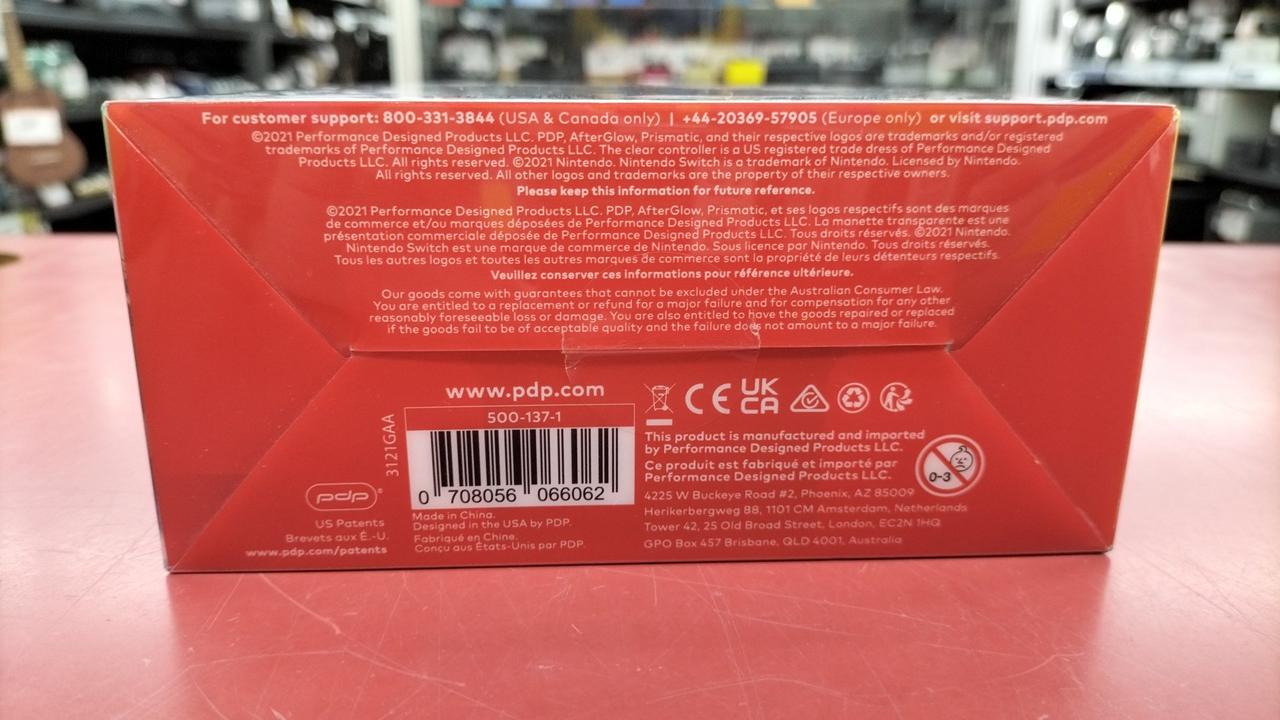 For customer support: 800-331-3844 (USA & Canada only) | +44-20369-57905 (Europe only) or visit support.pdp.com
©2021 Performance Designed Products LLC. PDP, AfterGlow, Prismatic, and their respective logos are trademarks and/or registered
trademarks of Performance Designed Products LLC. The clear controller is a US registered trade dress of Performance Designed
Products LLC. All rights reserved. ©2021 Nintendo. Nintendo Switch is a trademark of Nintendo. Licensed by Nintendo.
All rights reserved. All other logos and trademarks are the property of their respective owners.
Please keep this information for future reference.
©2021 Performance Designed Products LLC. PDP, AfterGlow, Prismatic, et ses logos respectifs sont des marques
de commerce et/ou marques déposées de Performance Designed Products LLC. La manette transparente est une
présentation commerciale déposée de Performance Designed Products LLC. Tous droits réservés. ©2021 Nintendo.
Nintendo Switch est une marque de commerce de Nintendo. Sous licence par Nintendo. Tous droits réservés.
Tous les autres logos et toutes les autres marques de commerce sont la propriété de leurs détenteurs respectifs.
Veuillez conserver ces informations pour référence ultérieure.
Our goods come with guarantees that cannot be excluded under the Australian Consumer Law.
You are entitled to a replacement or refund for a major failure and for compensation for any other
reasonably foreseeable loss or damage. You are also entitled to have the goods repaired or replaced
if the goods fail to be of acceptable quality and the failure does not amount to a major failure.
www.pdp.com
500-137-1
3121GAA
0 708056 066062
Made in China.
Designed in the USA by PDP.
Fabriqué en Chine.
Conçu aux États-Unis par PDP.
pdp®
US Patents
Brevets aux É.-U.
www.pdp.com/patents
CE UK
CA
This product is manufactured and imported
by Performance Designed Products LLC.
Ce produit est fabriqué et importé par
Performance Designed Products LLC.
0-3
4225 W Buckeye Road #2, Phoenix, AZ 85009
Herikerbergweg 88, 1101 CM Amsterdam, Netherlands
Tower 42, 25 Old Broad Street, London, EC2N 1HQ
GPO Box 457 Brisbane, QLD 4001, Australia